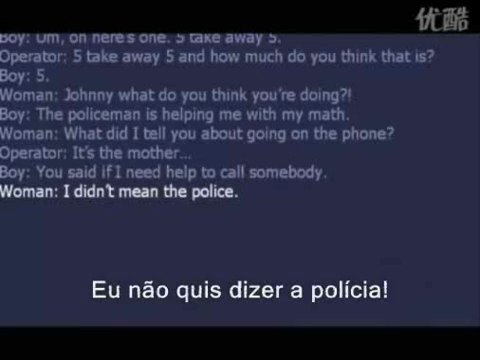 优酷
Boy: Um, oh here's one. 5 take away 5.
Operator: 5 take away 5 and how much do you think that is?
Boy: 5.
Woman: Johnny what do you think you're doing?!
Boy: The policeman is helping me with my math.
Woman: What did I tell you about going on the phone?
Operator: It's the mother...
Boy: You said if I need help to call somebody.
Woman: I didn't mean the police.
Eu não quis dizer a polícia!